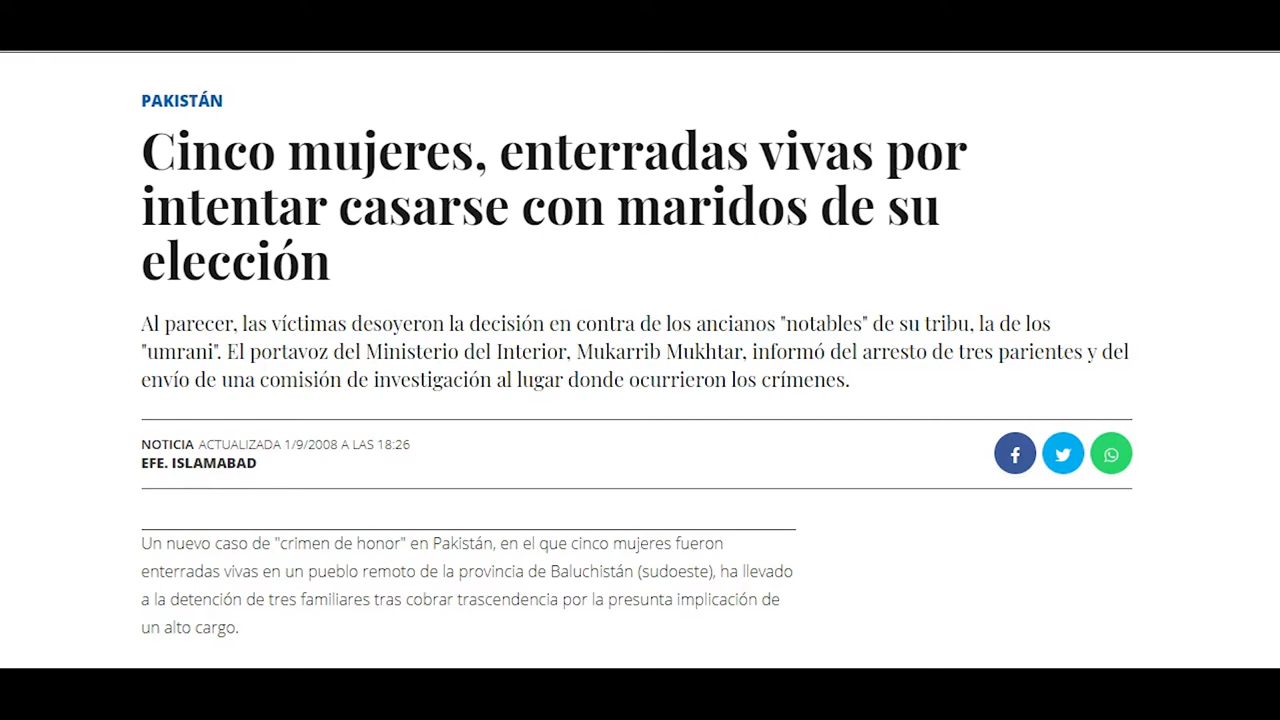 PAKISTÁN
Cinco mujeres, enterradas vivas por
intentar casarse con maridos de su
elección
Al parecer, las víctimas desoyeron la decisión en contra de los ancianos "notables" de su tribu, la de los
"umrani". El portavoz del Ministerio del Interior, Mukarrib Mukhtar, informó del arresto de tres parientes y del
envío de una comisión de investigación al lugar donde ocurrieron los crímenes.
NOTICIA ACTUALIZADA 1/9/2008 A LAS 18:26
EFE. ISLAMABAD
Un nuevo caso de "crimen de honor" en Pakistán, en el que cinco mujeres fueron
enterradas vivas en un pueblo remoto de la provincia de Baluchistán (sudoeste), ha llevado
a la detención de tres familiares tras cobrar trascendencia por la presunta implicación de
un alto cargo.